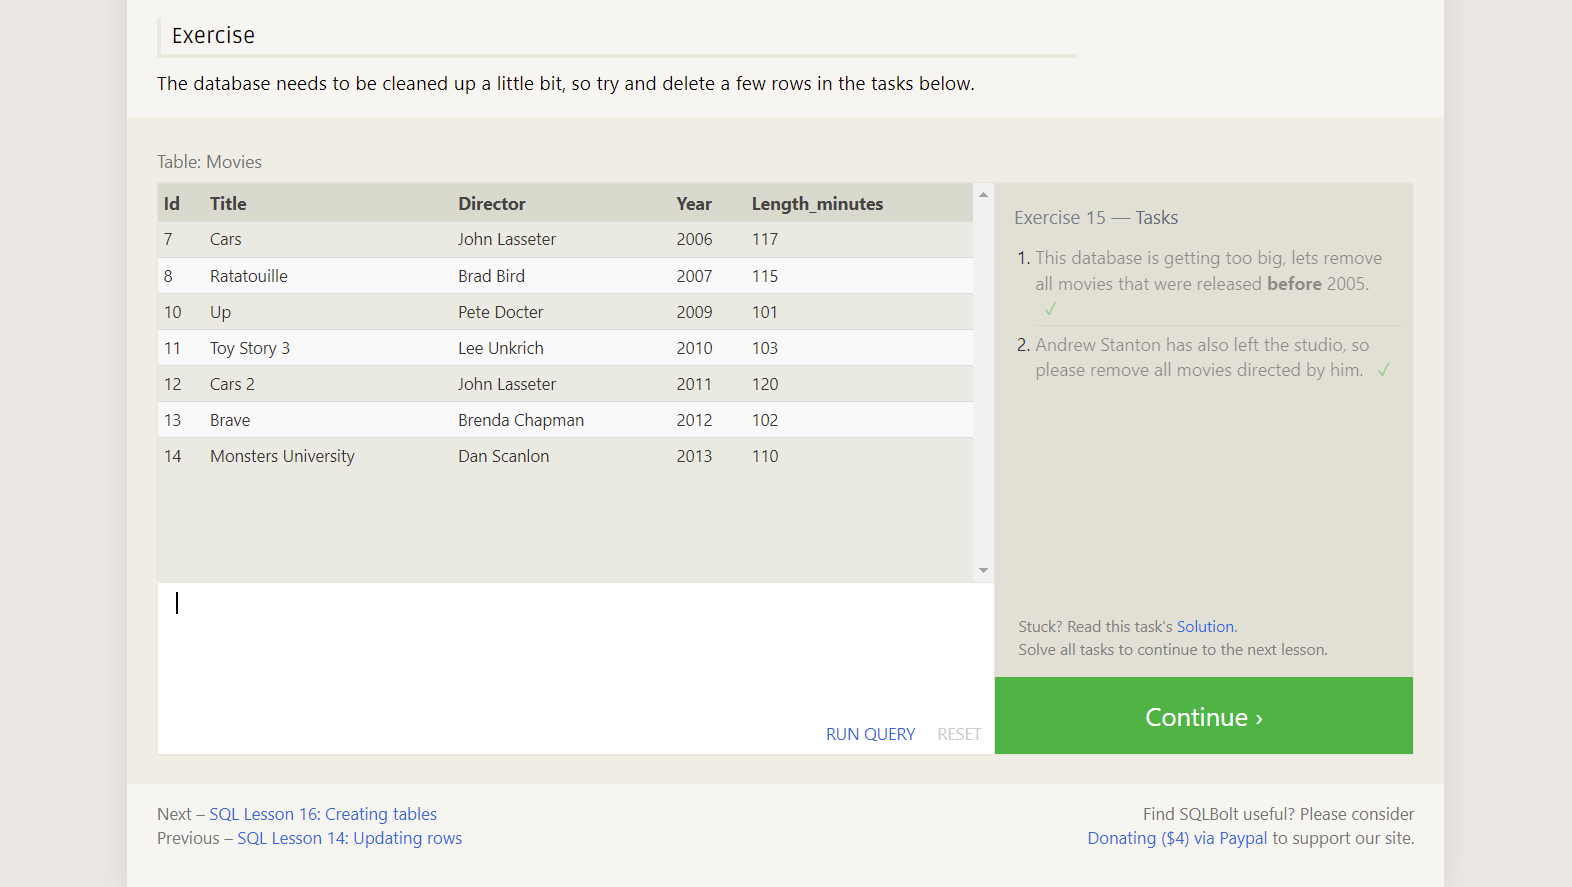 Exercise
The database needs to be cleaned up a little bit, so try and delete a few rows in the tasks below.
Table: Movies
Id Title Director Year Length_minutes
7 Cars John Lasseter 2006 117
8 Ratatouille Brad Bird 2007 115
10 Up Pete Docter 2009 101
11 Toy Story 3 Lee Unkrich 2010 103
12 Cars 2 John Lasseter 2011 120
13 Brave Brenda Chapman 2012 102
14 Monsters University Dan Scanlon 2013 110
RUN QUERY RESET
Exercise 15 — Tasks
1. This database is getting too big, lets remove
all movies that were released before 2005.
✓
2. Andrew Stanton has also left the studio, so
please remove all movies directed by him. ✓
Stuck? Read this task's Solution.
Solve all tasks to continue to the next lesson.
Continue ›
Next – SQL Lesson 16: Creating tables
Previous – SQL Lesson 14: Updating rows
Find SQLBolt useful? Please consider
Donating ($4) via Paypal to support our site.